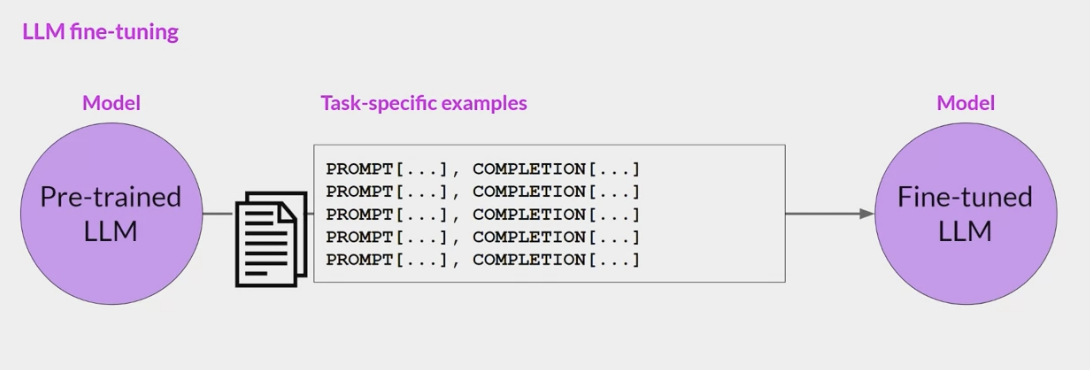 LLM fine-tuning
Model
Task-specific examples
Model
Pre-trained
LLM
PROMPT[...], COMPLETION[...]
PROMPT[...], COMPLETION[...]
PROMPT[...], COMPLETION[...]
PROMPT[...], COMPLETION[...]
PROMPT[...], COMPLETION[...]
Fine-tuned
LLM